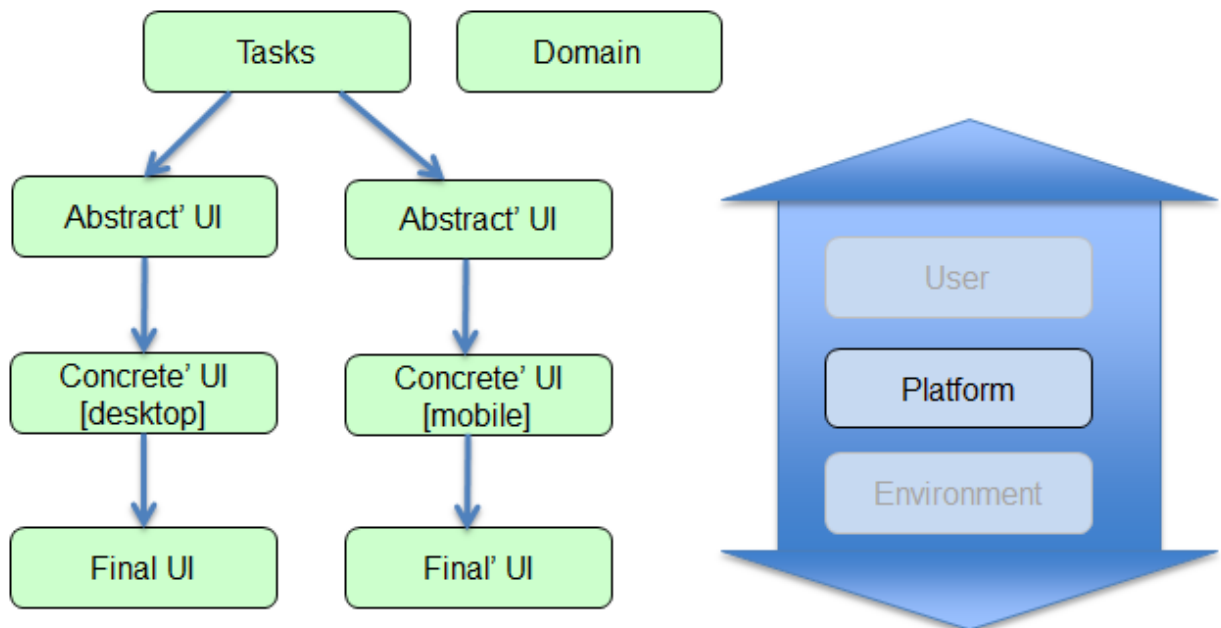 Tasks
Domain
Abstract’ UI
Abstract’ UI
User
Concrete’ UI
[desktop]
Concrete’ UI
[mobile]
Platform
Environment
Final UI
Final’ UI